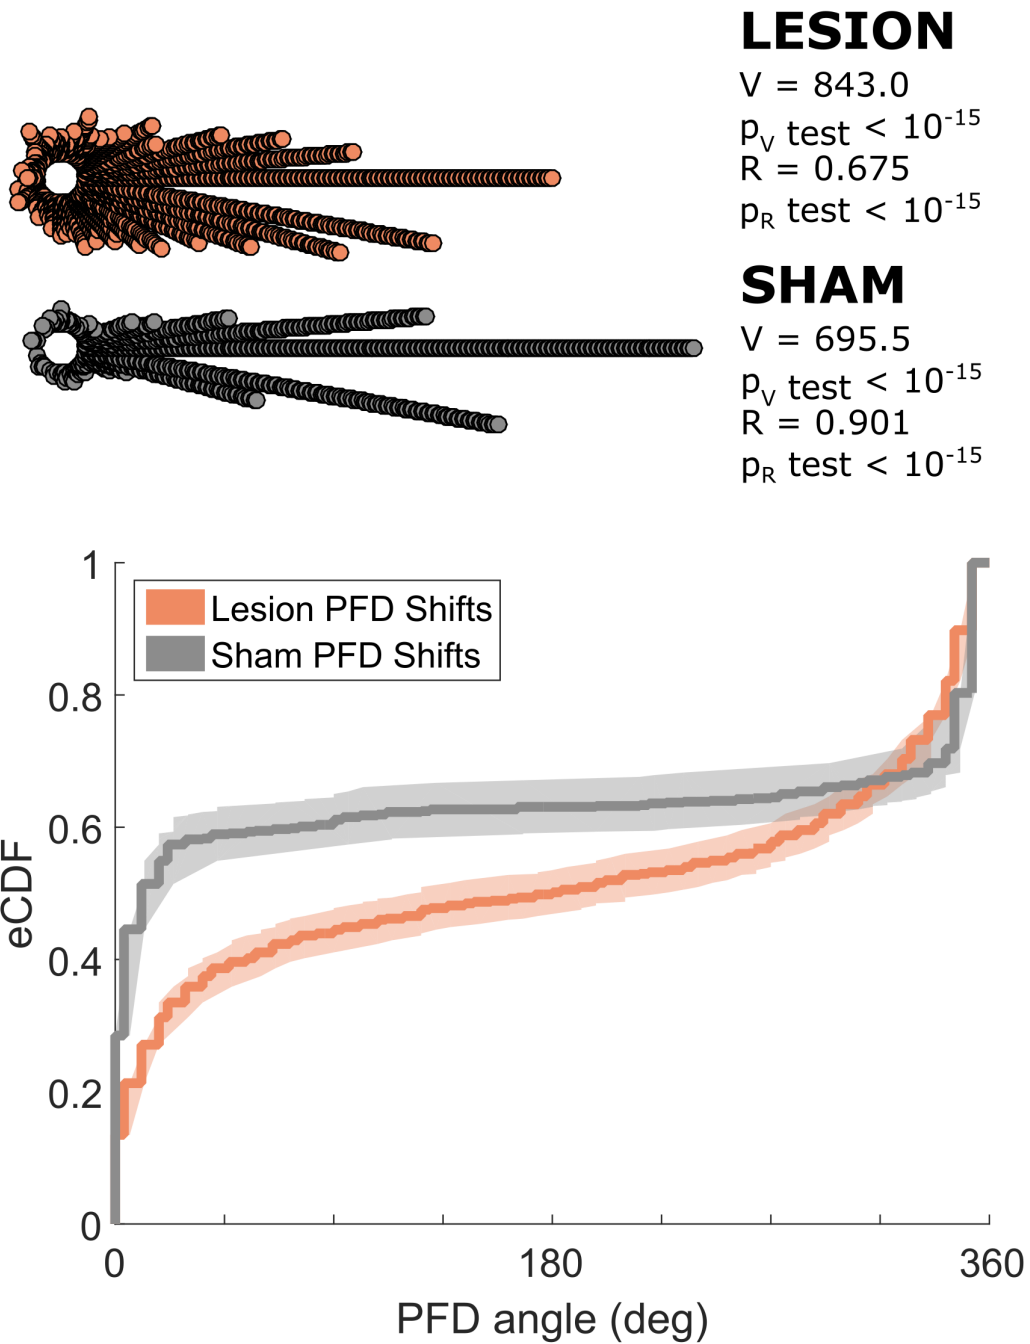 LESION
V = 843.0
pV test < 10-15
R = 0.675
pR test < 10-15
SHAM
V = 695.5
pV test < 10-15
R = 0.901
pR test < 10-15
1
0.8
0.6
0.4
0.2
0
eCDF
Lesion PFD Shifts
Sham PFD Shifts
0 180 360
PFD angle (deg)